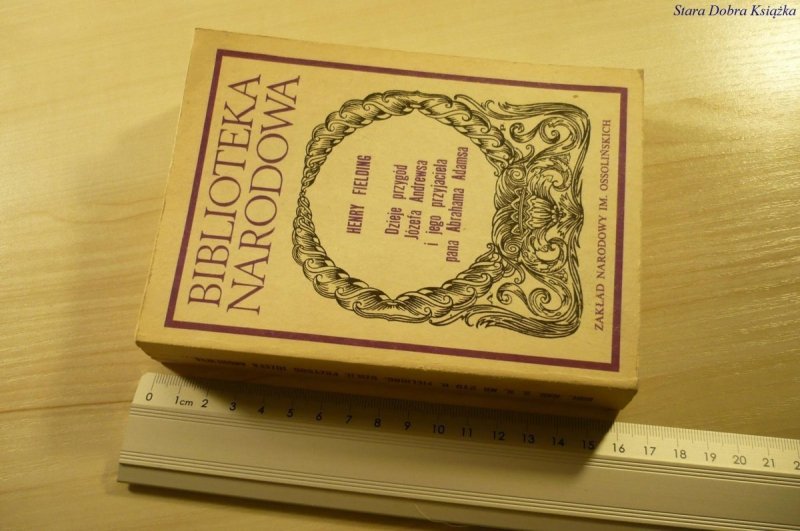 Stara Dobra Książka
BIBLIOTEKA
NARODOWA
HENRY FIELDING
Dzieje przygód
Józefa Andrewsa
i jego przyjaciela
pana Abrahama Adamsa
ZAKŁAD NARODOWY IM. OSSOLIŃSKICH
0 1cm 2 3 4 5 6 7 8 9 10 11 12 13 14 15 16 17 18 19 20 21